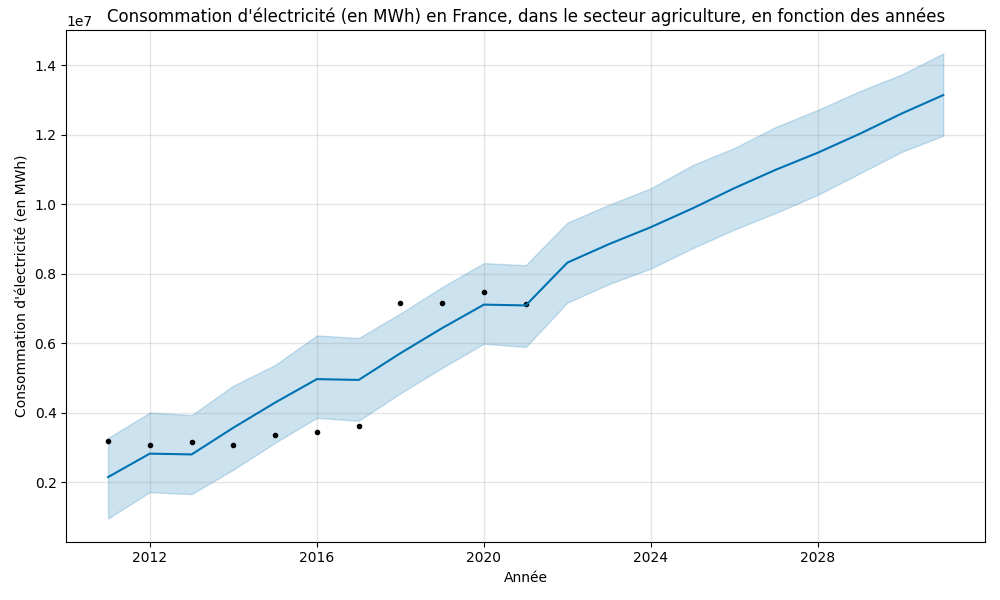 Consommation d'électricité (en MWh) en France, dans le secteur agriculture, en fonction des années
1e7
1.4
1.2
1.0
0.8
0.6
0.4
0.2
Consommation d'électricité (en MWh)
2012 2016 2020 2024 2028
Année